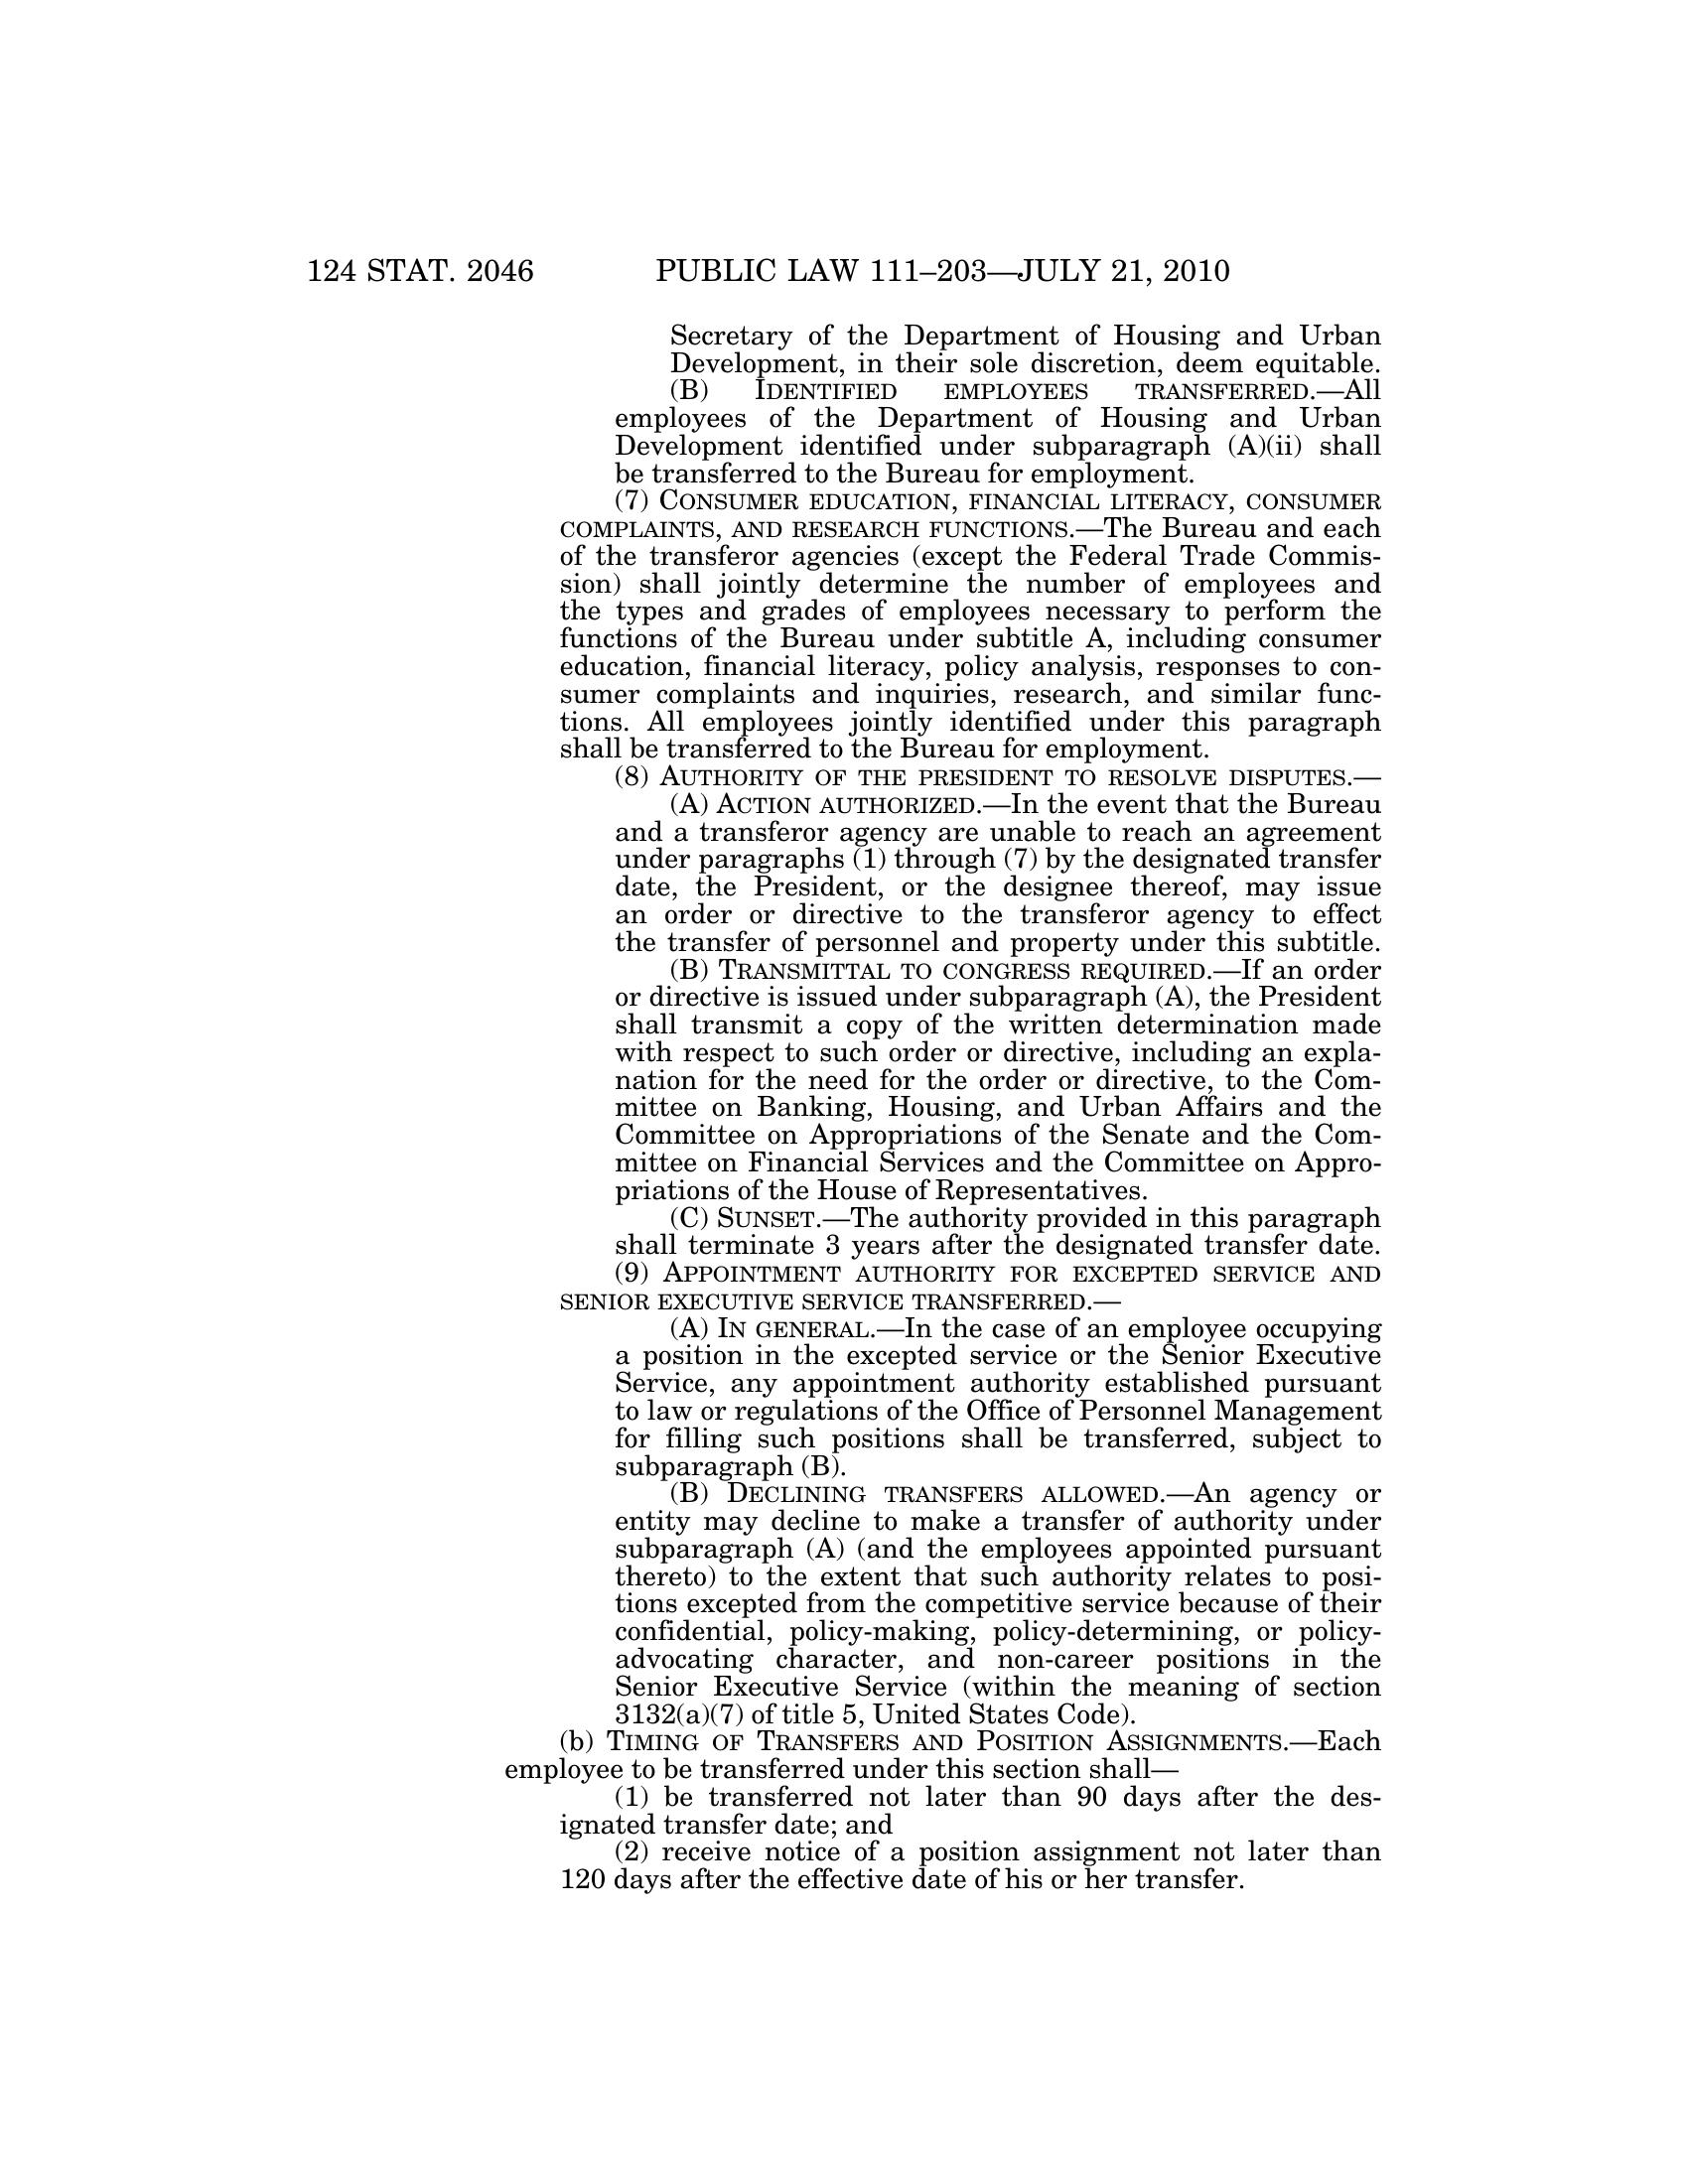 124 STAT. 2046 PUBLIC LAW 111–203—JULY 21, 2010
Secretary of the Department of Housing and Urban
Development, in their sole discretion, deem equitable.
(B) IDENTIFIED EMPLOYEES TRANSFERRED.—All
employees of the Department of Housing and Urban
Development identified under subparagraph (A)(ii) shall
be transferred to the Bureau for employment.
(7) CONSUMER EDUCATION, FINANCIAL LITERACY, CONSUMER
COMPLAINTS, AND RESEARCH FUNCTIONS.—The Bureau and each
of the transferor agencies (except the Federal Trade Commis-
sion) shall jointly determine the number of employees and
the types and grades of employees necessary to perform the
functions of the Bureau under subtitle A, including consumer
education, financial literacy, policy analysis, responses to con-
sumer complaints and inquiries, research, and similar func-
tions. All employees jointly identified under this paragraph
shall be transferred to the Bureau for employment.
(8) AUTHORITY OF THE PRESIDENT TO RESOLVE DISPUTES.—
(A) ACTION AUTHORIZED.—In the event that the Bureau
and a transferor agency are unable to reach an agreement
under paragraphs (1) through (7) by the designated transfer
date, the President, or the designee thereof, may issue
an order or directive to the transferor agency to effect
the transfer of personnel and property under this subtitle.
(B) TRANSMITTAL TO CONGRESS REQUIRED.—If an order
or directive is issued under subparagraph (A), the President
shall transmit a copy of the written determination made
with respect to such order or directive, including an expla-
nation for the need for the order or directive, to the Com-
mittee on Banking, Housing, and Urban Affairs and the
Committee on Appropriations of the Senate and the Com-
mittee on Financial Services and the Committee on Appro-
priations of the House of Representatives.
(C) SUNSET.—The authority provided in this paragraph
shall terminate 3 years after the designated transfer date.
(9) APPOINTMENT AUTHORITY FOR EXCEPTED SERVICE AND
SENIOR EXECUTIVE SERVICE TRANSFERRED.—
(A) IN GENERAL.—In the case of an employee occupying
a position in the excepted service or the Senior Executive
Service, any appointment authority established pursuant
to law or regulations of the Office of Personnel Management
for filling such positions shall be transferred, subject to
subparagraph (B).
(B) DECLINING TRANSFERS ALLOWED.—An agency or
entity may decline to make a transfer of authority under
subparagraph (A) (and the employees appointed pursuant
thereto) to the extent that such authority relates to posi-
tions excepted from the competitive service because of their
confidential, policy-making, policy-determining, or policy-
advocating character, and non-career positions in the
Senior Executive Service (within the meaning of section
3132(a)(7) of title 5, United States Code).
(b) TIMING OF TRANSFERS AND POSITION ASSIGNMENTS.—Each
employee to be transferred under this section shall—
(1) be transferred not later than 90 days after the des-
ignated transfer date; and
(2) receive notice of a position assignment not later than
120 days after the effective date of his or her transfer.